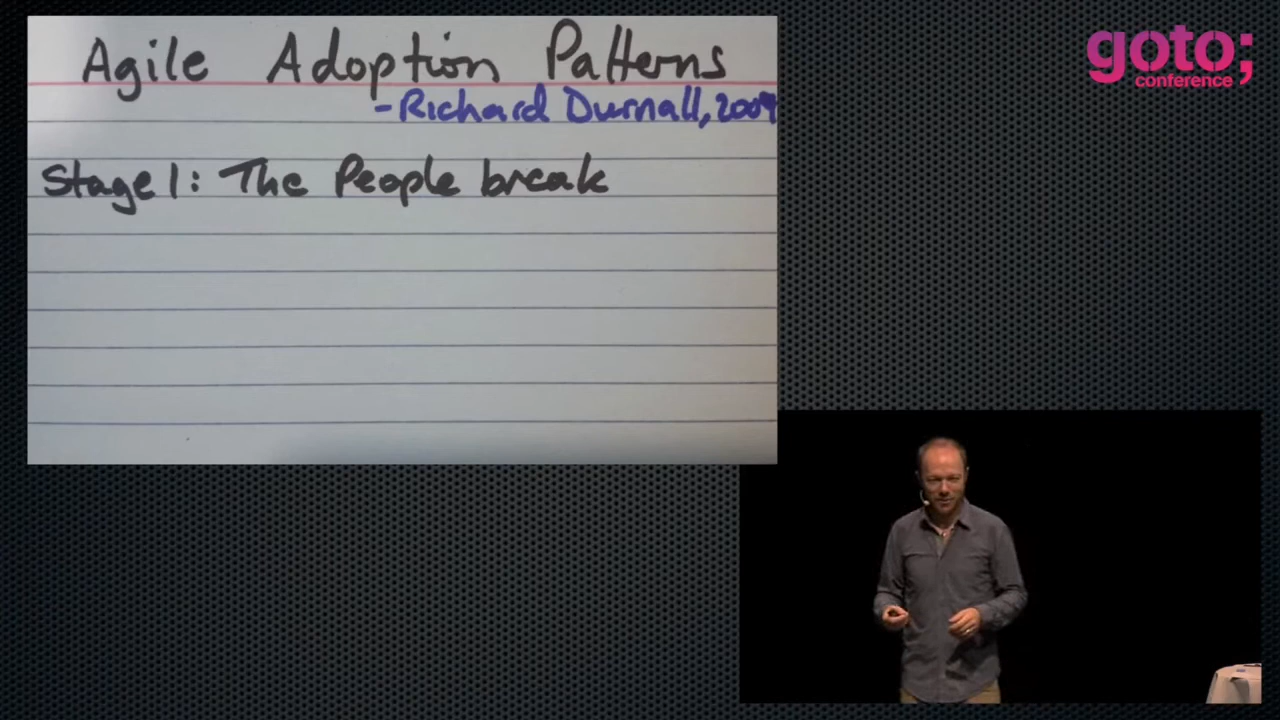 Agile Adoption Patterns
- Richard Durnall, 2009
Stage 1: The People break
goto;
conference